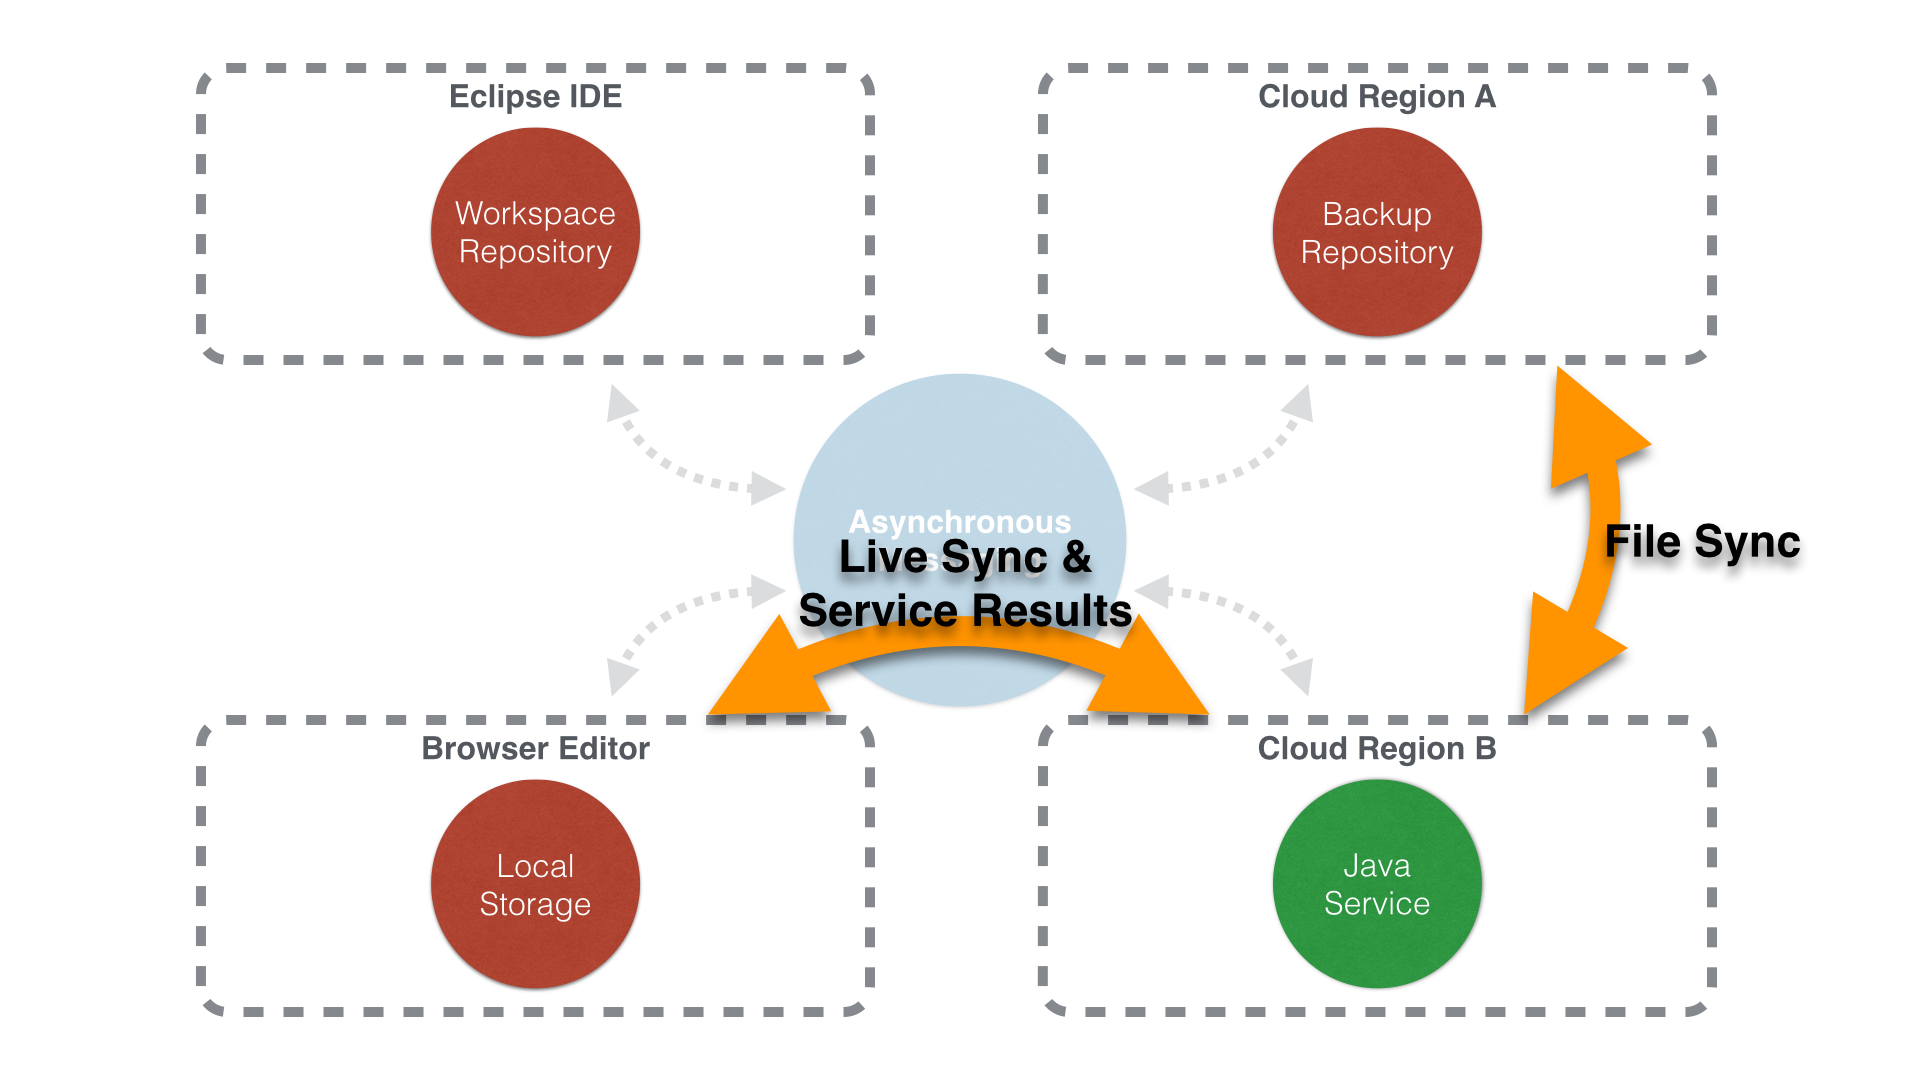 Eclipse IDE
Workspace
Repository
Cloud Region A
Backup
Repository
Asynchronous
Messaging
Live Sync &
Service Results
File Sync
Browser Editor
Local
Storage
Cloud Region B
Java
Service